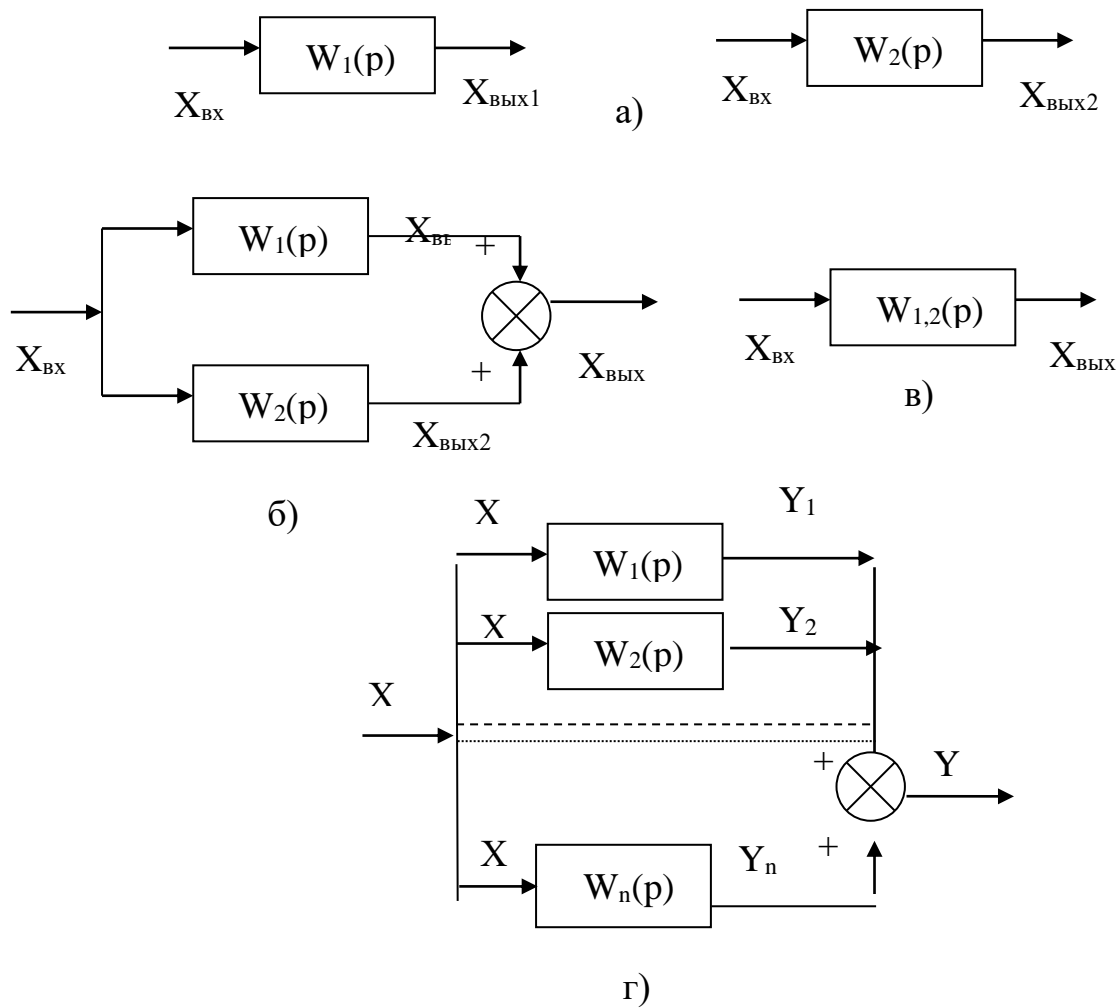 W1(p)
Xвх
Xвых1
W2(p)
Xвх
Xвых2
а)
W1(p)
+
Xвх
W2(p)
+
Xвых2
Xвых
б)
W1,2(p)
Xвх
Xвых
в)
X
W1(p)
Y1
X
W2(p)
Y2
X
+
Y
X
Wn(p)
Yn
+
г)